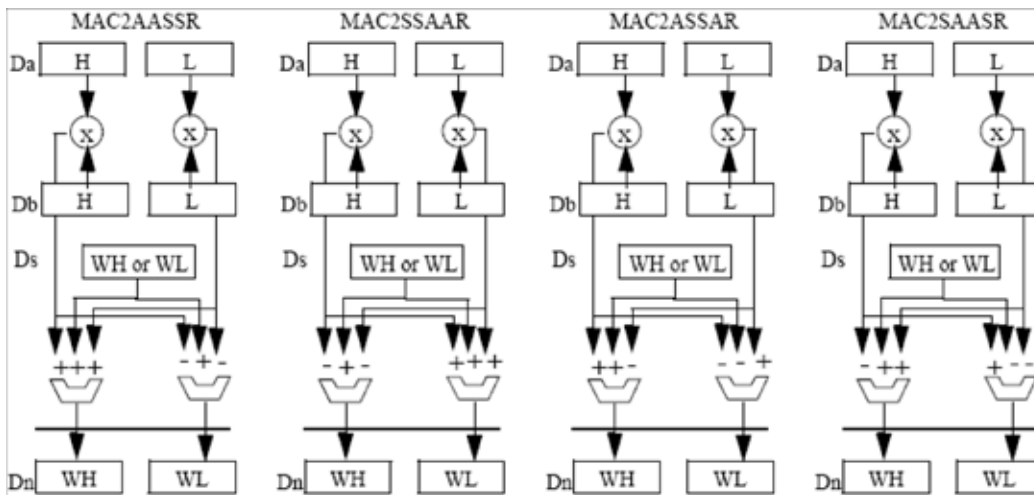 MAC2AASSR MAC2SSAAR MAC2ASASR MAC2SAASR
Da H L Da H L Da H L Da H L
x x x x x x x x
Db H L Db H L Db H L Db H L
Ds WH or WL Ds WH or WL Ds WH or WL Ds WH or WL
+++ -+- -+- +++ ++- --+ -++ +--
Dn WH WL Dn WH WL Dn WH WL Dn WH WL